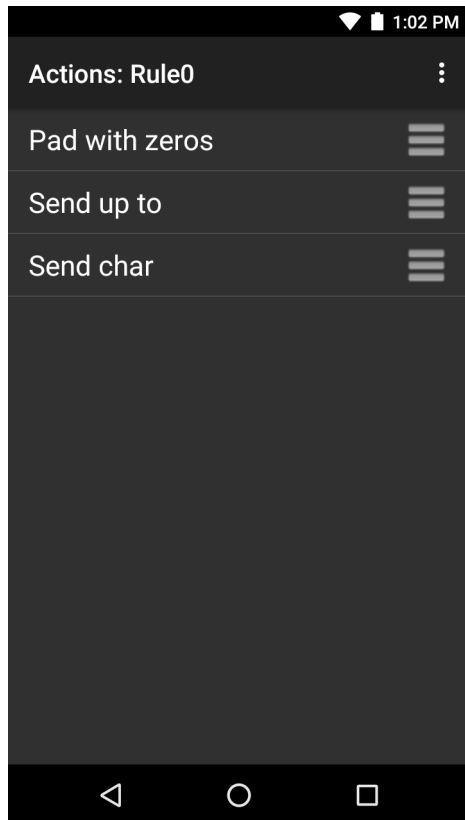 1:02 PM
Actions: Rule0
Pad with zeros
Send up to
Send char